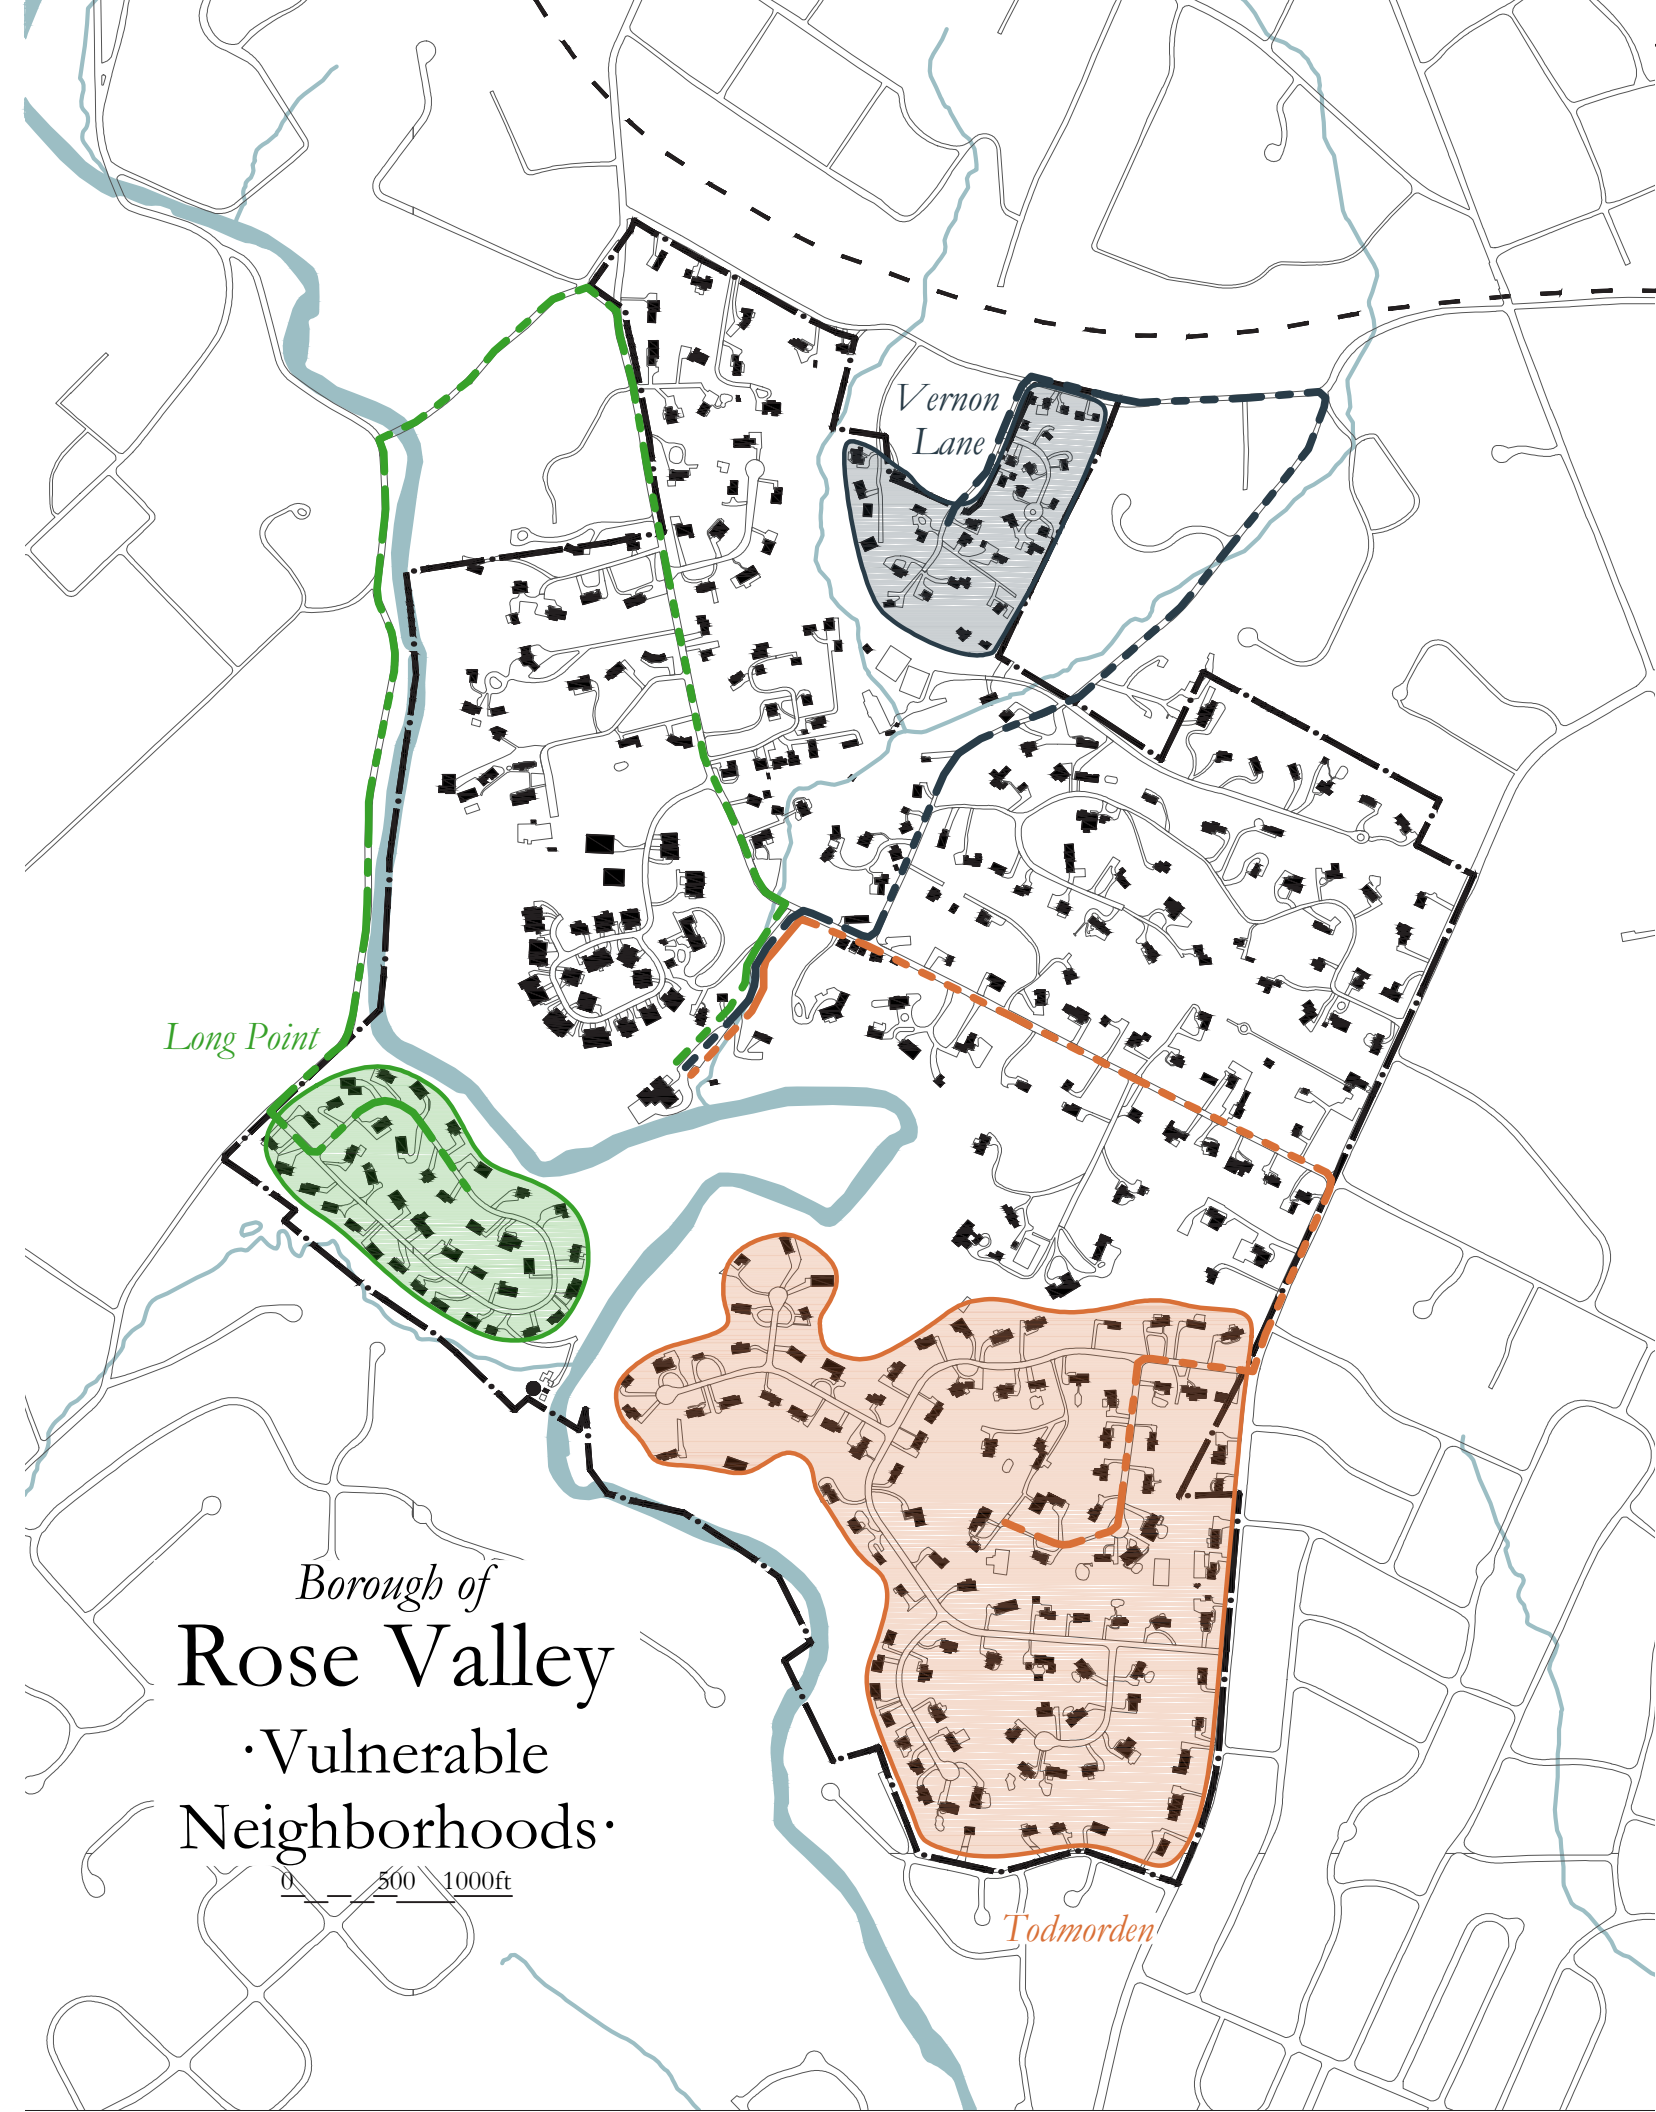 Vernon
Lane
Long Point
Borough of
Rose Valley
·Vulnerable
Neighborhoods·
0 500 1000ft
Todmorden